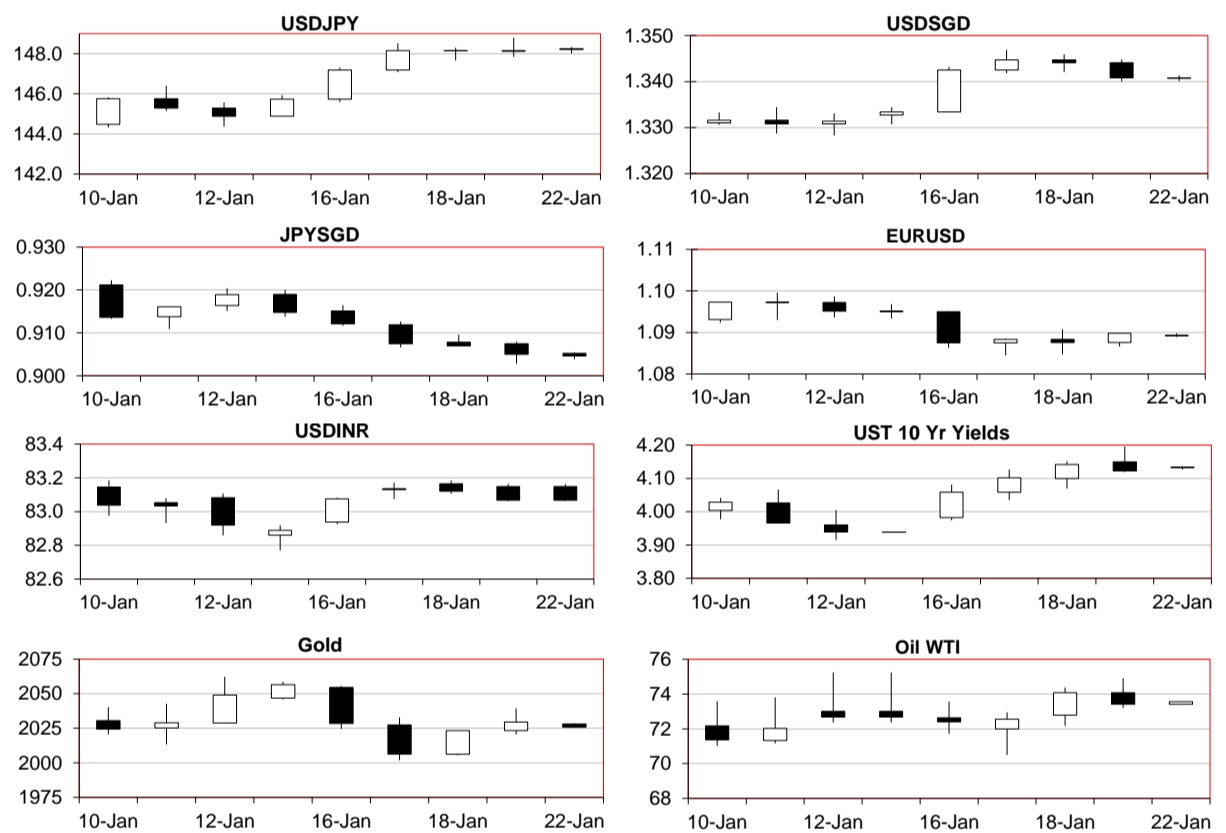 USDJPY
148.0
146.0
144.0
142.0
10-Jan 12-Jan 16-Jan 18-Jan 22-Jan
USDSGD
1.350
1.340
1.330
1.320
10-Jan 12-Jan 16-Jan 18-Jan 22-Jan
JPYSGD
0.930
0.920
0.910
0.900
10-Jan 12-Jan 16-Jan 18-Jan 22-Jan
EURUSD
1.11
1.10
1.09
1.08
10-Jan 12-Jan 16-Jan 18-Jan 22-Jan
USDINR
83.4
83.2
83.0
82.8
82.6
10-Jan 12-Jan 16-Jan 18-Jan 22-Jan
UST 10 Yr Yields
4.20
4.10
4.00
3.90
3.80
10-Jan 12-Jan 16-Jan 18-Jan 22-Jan
Gold
2075
2050
2025
2000
1975
10-Jan 12-Jan 16-Jan 18-Jan 22-Jan
Oil WTI
76
74
72
70
68
10-Jan 12-Jan 16-Jan 18-Jan 22-Jan